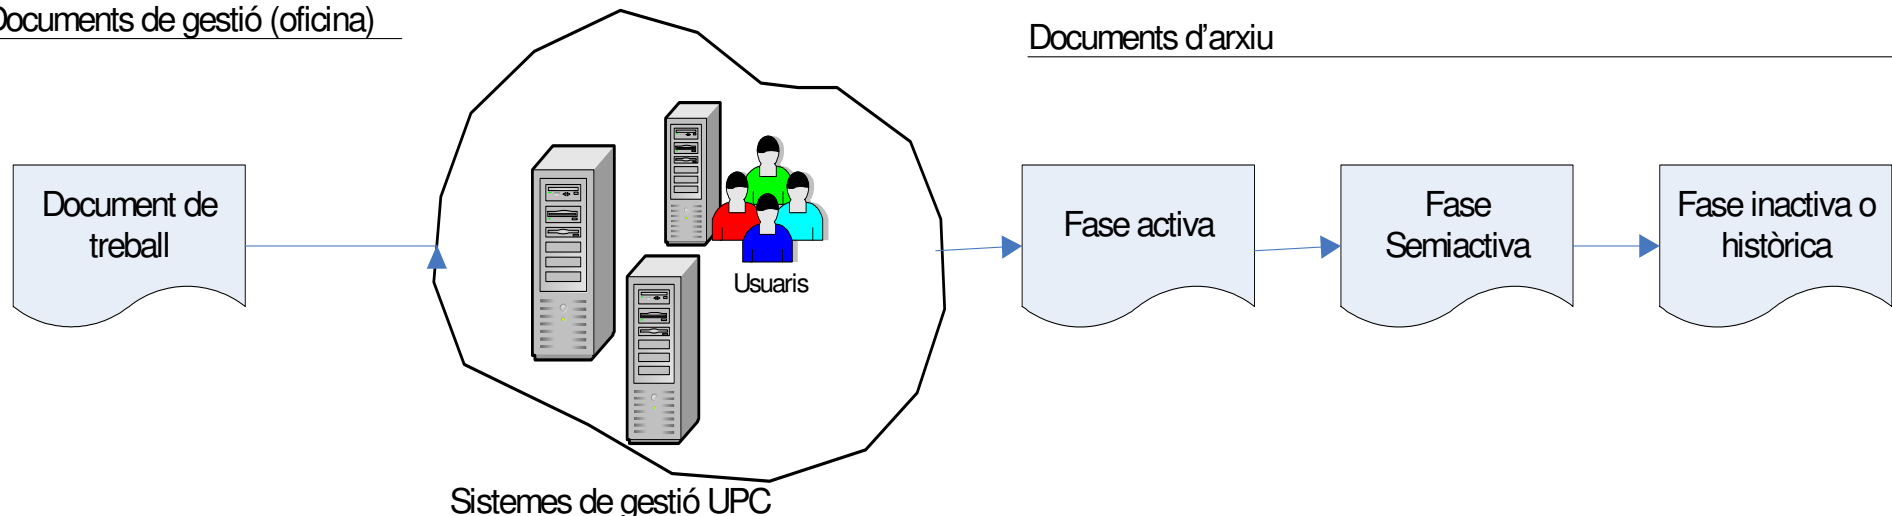 Documents de gestió (oficina)
Documents d'arxiu
Document de
treball
Usuaris
Sistemes de gestió UPC
Fase activa
Fase
Semiactiva
Fase inactiva o
històrica